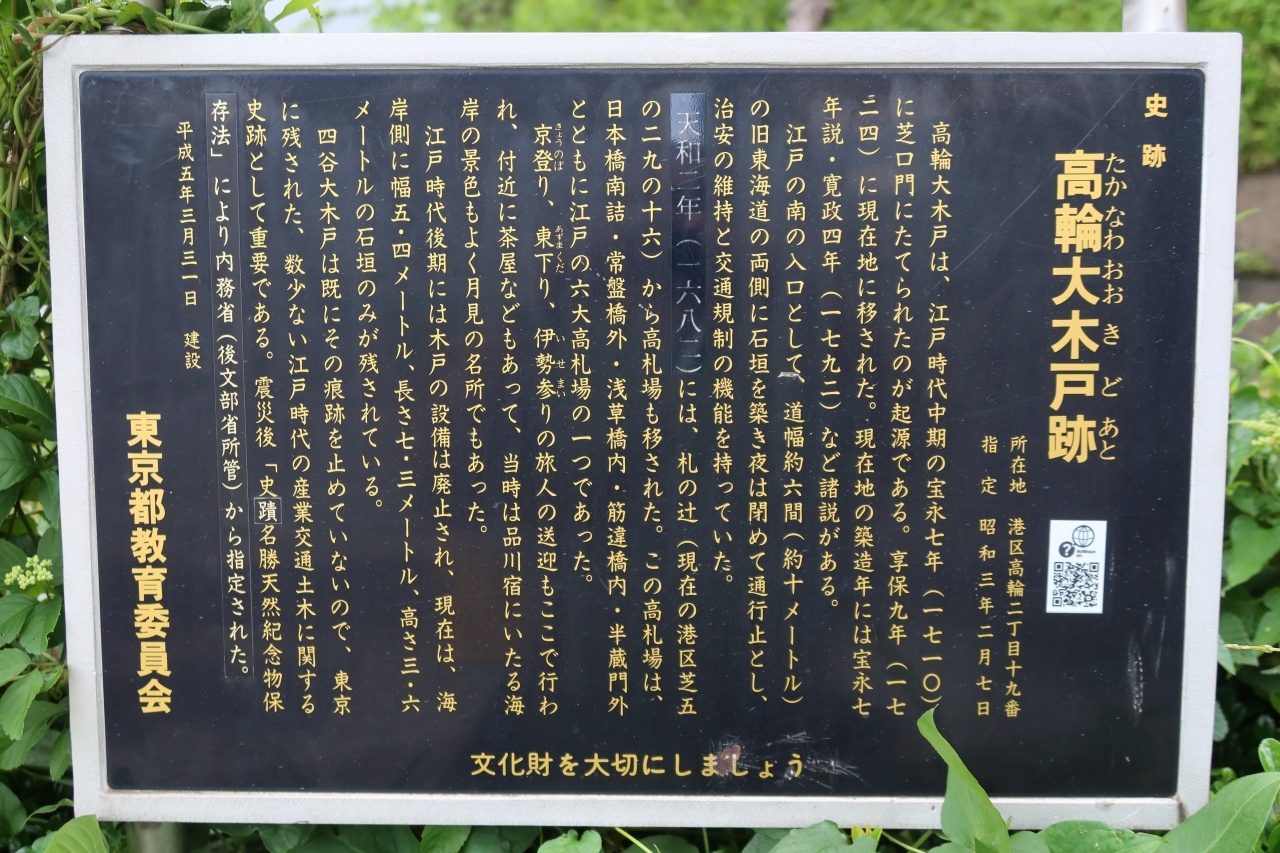 史跡
高輪大木戸跡
たかなわおおきどあと
所在地 港区高輪二丁目十九番
指定 昭和三年二月七日
高輪大木戸は、江戸時代中期の宝永七年(一七一〇)
に芝口門にたてられたのが起源である。享保九年(一七
二四)に現在地に移された。現在地の築造年には宝永七
年説・寛政四年(一七九二)など諸説がある。
江戸の南の入口として、道幅約六間(約十メートル)
の旧東海道の両側に石垣を築き夜は閉めて通行止とし、
治安の維持と交通規制の機能を持っていた。
天和二年(一六八二)には、札の辻(現在の港区芝五
の二九の十六)から高札場も移された。この高札場は、
日本橋南詰・常盤橋外・浅草橋内・筋違橋内・半蔵門外
とともに江戸の六大高札場の一つであった。
京登り、東下り、伊勢参りの旅人の送迎もここで行わ
きょうのぼ あずまくだ いせまい
れ、付近に茶屋などもあって、当時は品川宿にいたる海
岸の景色もよく月見の名所でもあった。
江戸時代後期には木戸の設備は廃止され、現在は、海
岸側に幅五・四メートル、長さ七・三メートル、高さ三・六
メートルの石垣のみが残されている。
四谷大木戸は既にその痕跡を止めていないので、東京
に残された、数少ない江戸時代の産業交通土木に関する
史跡として重要である。震災後「史蹟名勝天然紀念物保
存法」により内務省(後文部省所管)から指定された。
平成五年三月三一日 建設
東京都教育委員会
文化財を大切にしましょう